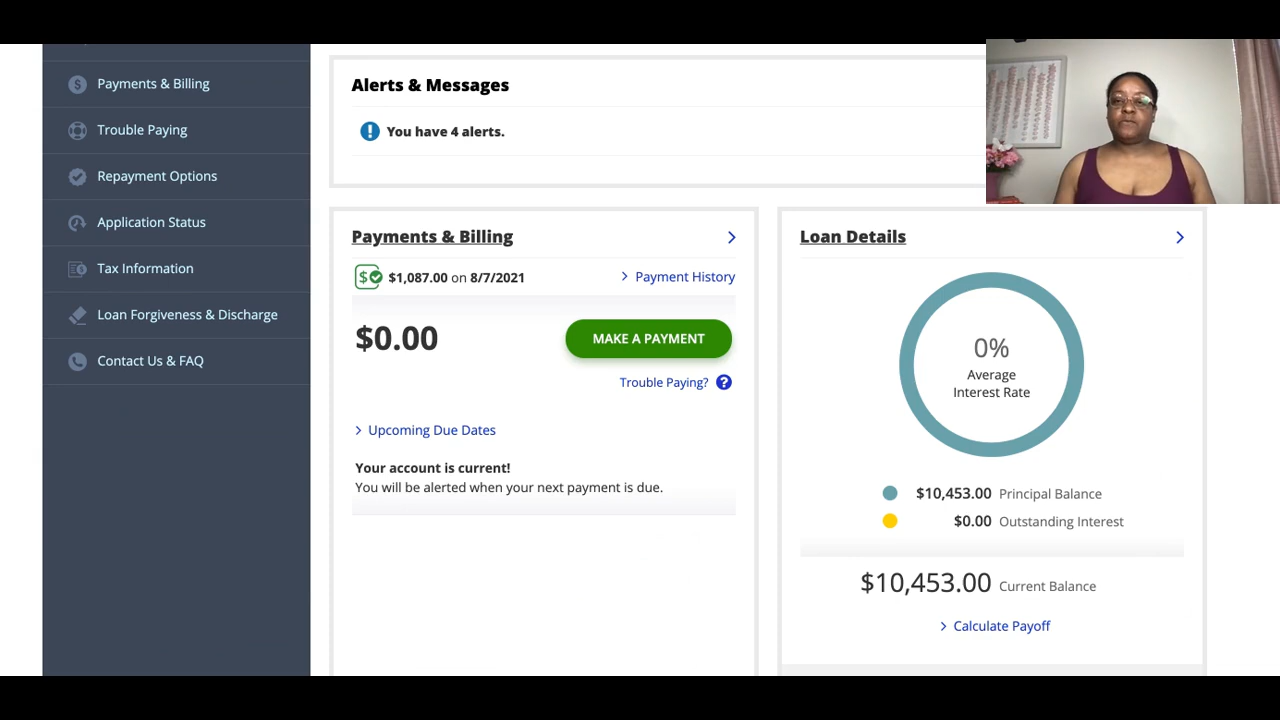 Payments & Billing
Trouble Paying
Repayment Options
Application Status
Tax Information
Loan Forgiveness & Discharge
Contact Us & FAQ
Alerts & Messages
You have 4 alerts.
Payments & Billing
$1,087.00 on 8/7/2021
Payment History
$0.00
MAKE A PAYMENT
Trouble Paying?
Upcoming Due Dates
Your account is current!
You will be alerted when your next payment is due.
Loan Details
0%
Average
Interest Rate
$10,453.00 Principal Balance
$0.00 Outstanding Interest
$10,453.00 Current Balance
Calculate Payoff